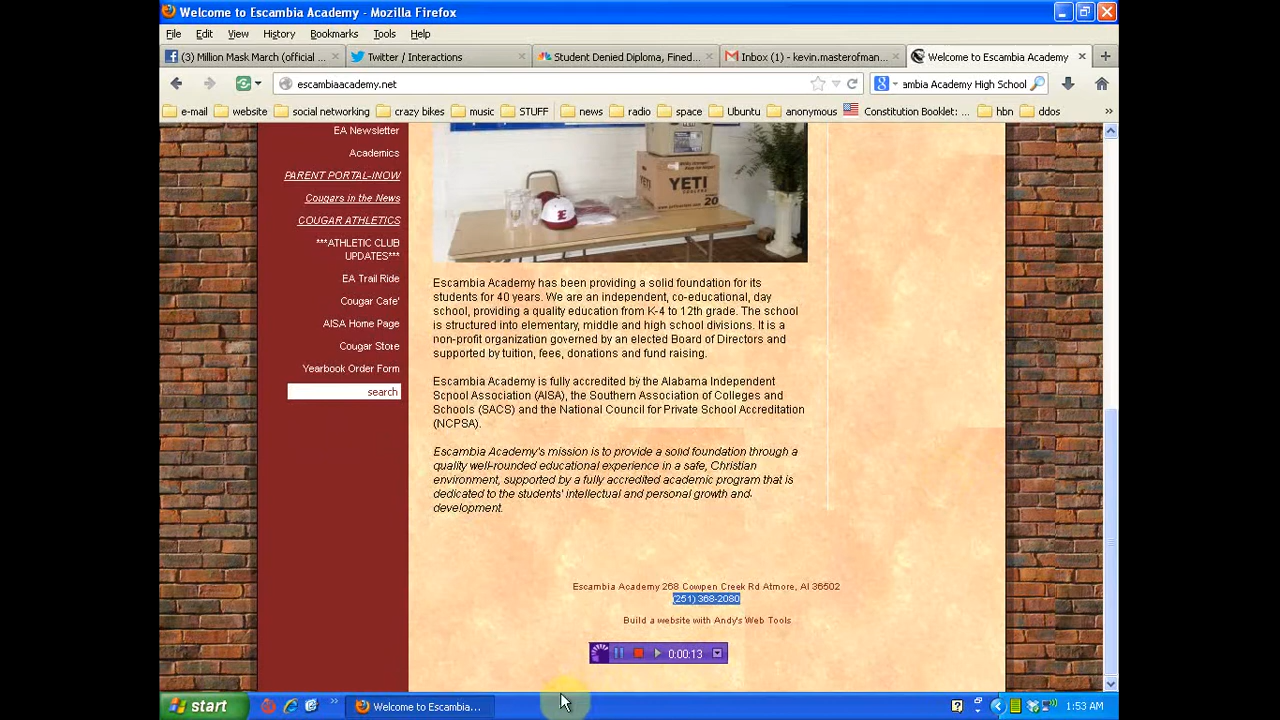 Welcome to Escambia Academy - Mozilla Firefox
File Edit View History Bookmarks Tools Help
(3) Million Mask March (official ... Twitter / Interactions Student Denied Diploma, Fined... Inbox (1) - kevin.masterofman... Welcome to Escambia Academy
escambiaacademy.net ambia Academy High School
e-mail website social networking crazy bikes music STUFF news radio space Ubuntu anonymous Constitution Booklet:... hbn ddos
EA Newsletter
Academics
PARENT PORTAL-INOW
Cougars in the News
COUGAR ATHLETICS
***ATHLETIC CLUB
UPDATES***
EA Trail Ride
Cougar Cafe'
AISA Home Page
Cougar Store
Yearbook Order Form
search
YETI
COOLERS
20
E
Escambia Academy has been providing a solid foundation for its
students for 40 years. We are an independent, co-educational, day
school, providing a quality education from K-4 to 12th grade. The school
is structured into elementary, middle and high school divisions. It is a
non-profit organization governed by an elected Board of Directors and
supported by tuition, fees, donations and fund raising.
Escambia Academy is fully accredited by the Alabama Independent
School Association (AISA), the Southern Association of Colleges and
Schools (SACS) and the National Council for Private School Accreditation
(NCPSA).
Escambia Academy's mission is to provide a solid foundation through a
quality well-rounded educational experience in a safe, Christian
environment, supported by a fully accredited academic program that is
dedicated to the students' intellectual and personal growth and
development.
Escambia Academy 268 Cowpen Creek Rd Atmore, Al 36502
(251) 368-2080
Build a website with Andy's Web Tools
0:00:13
start Welcome to Escambia... 1:53 AM